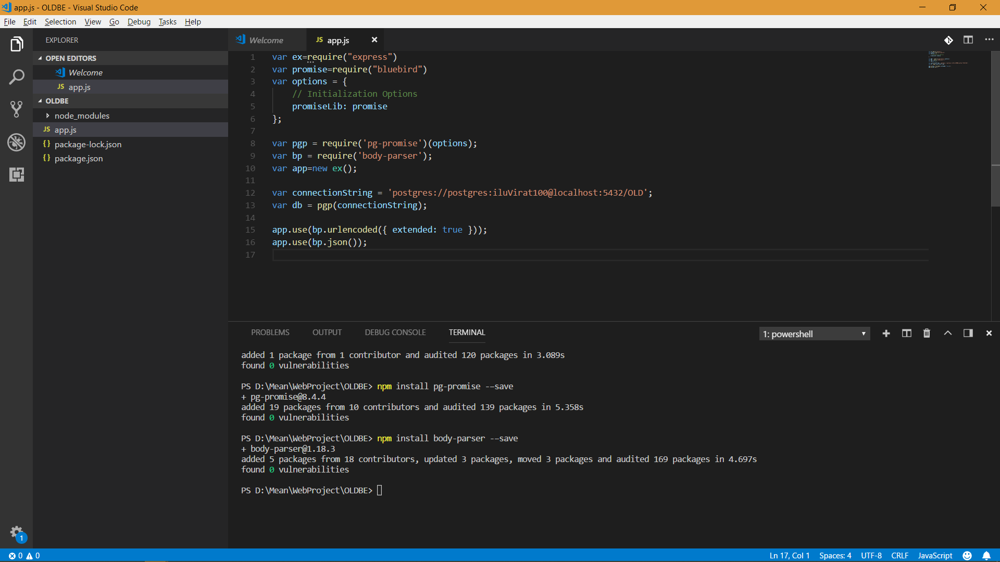 app.js - OLDBE - Visual Studio Code
File Edit Selection View Go Debug Tasks Help
EXPLORER
OPEN EDITORS
Welcome
JS app.js
OLDBE
node_modules
JS app.js
{} package-lock.json
{} package.json
1
Welcome
JS app.js
1 var ex=require("express")
2 var promise=require("bluebird")
3 var options = {
4 // Initialization Options
5 promiseLib: promise
6 };
7
8 var pgp = require('pg-promise')(options);
9 var bp = require('body-parser');
10 var app=new ex();
11
12 var connectionString = 'postgres://postgres:iluVirat100@localhost:5432/OLD';
13 var db = pgp(connectionString);
14
15 app.use(bp.urlencoded({ extended: true }));
16 app.use(bp.json());
17
PROBLEMS OUTPUT DEBUG CONSOLE TERMINAL 1: powershell
added 1 package from 1 contributor and audited 120 packages in 3.089s
found 0 vulnerabilities
PS D:\Mean\WebProject\OLDBE> npm install pg-promise --save
+ pg-promise@8.4.4
added 19 packages from 10 contributors and audited 139 packages in 5.358s
found 0 vulnerabilities
PS D:\Mean\WebProject\OLDBE> npm install body-parser --save
+ body-parser@1.18.3
added 5 packages from 18 contributors, updated 3 packages, moved 3 packages and audited 169 packages in 4.697s
found 0 vulnerabilities
PS D:\Mean\WebProject\OLDBE>
0 0 Ln 17, Col 1 Spaces: 4 UTF-8 CRLF JavaScript